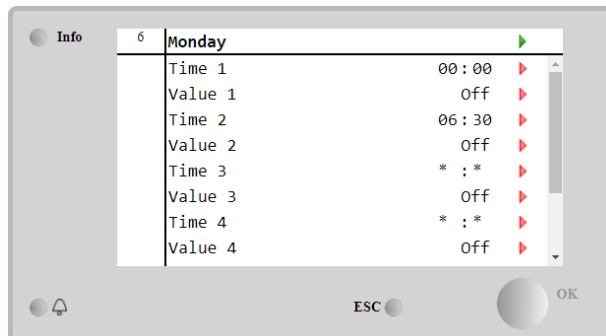 Info
6 Monday
Time 1 00:00
Value 1 Off
Time 2 06:30
Value 2 Off
Time 3 * :*
Value 3 Off
Time 4 * :*
Value 4 Off
ESC
OK